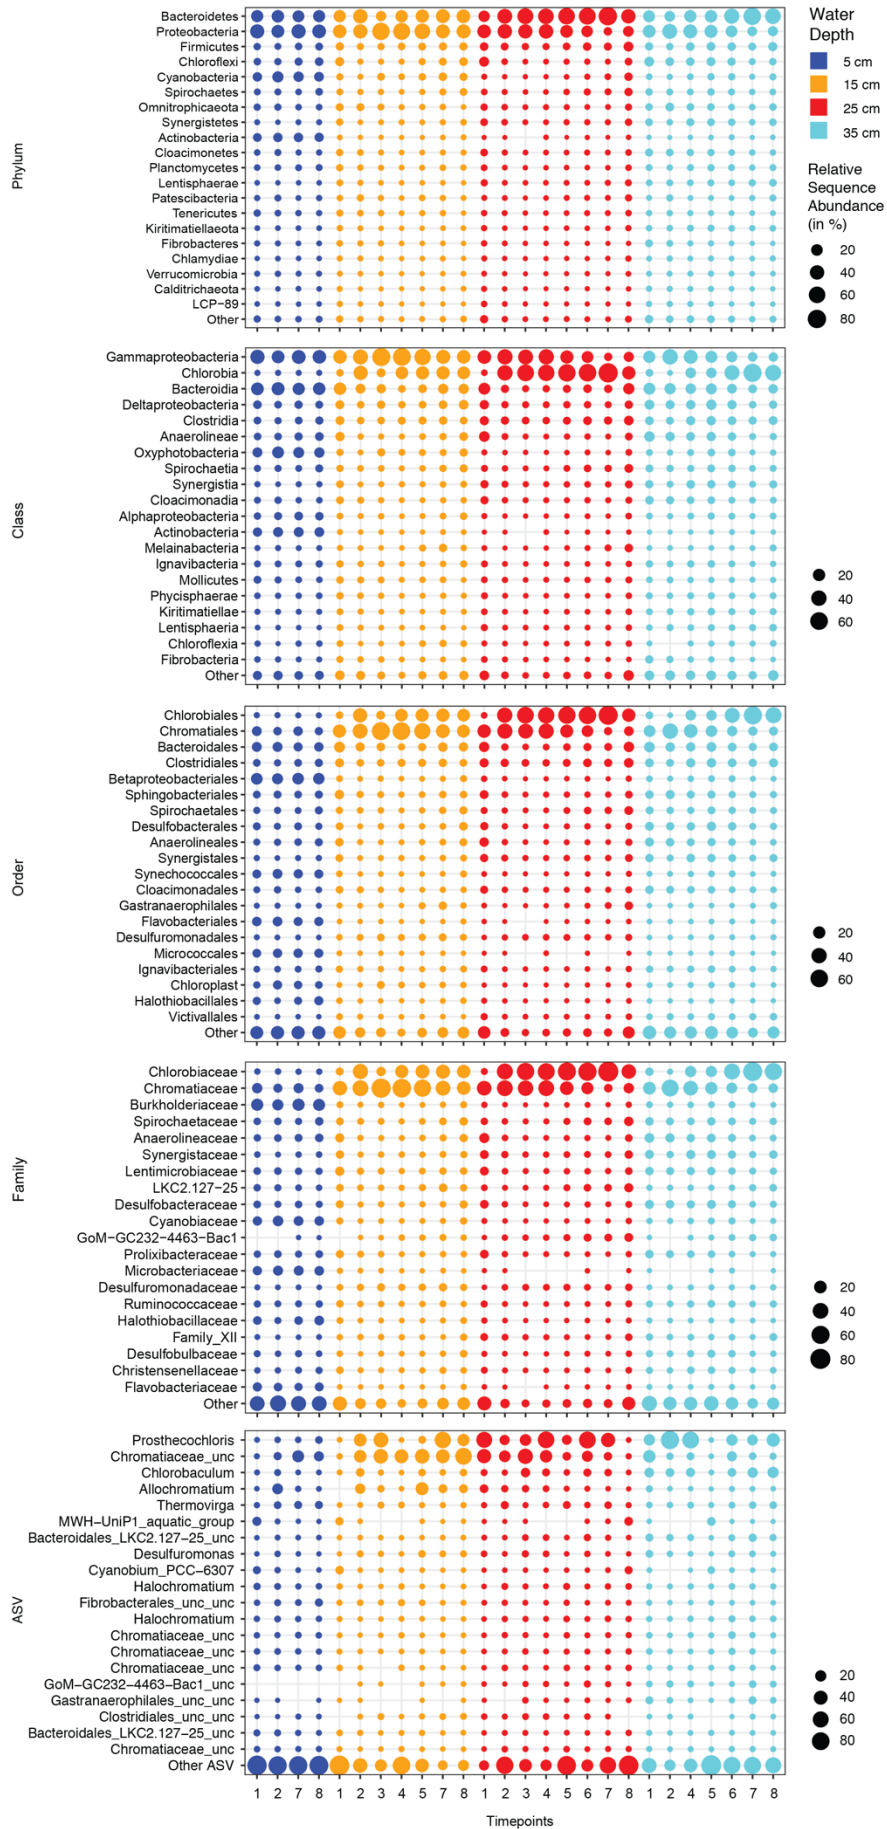 Phylum
Bacteroidetes
Proteobacteria
Firmicutes
Chloroflexi
Cyanobacteria
Spirochaetes
Omnitrophicaeota
Synergistetes
Actinobacteria
Cloacimonetes
Planctomycetes
Lentisphaerae
Patescibacteria
Tenericutes
Kiritimatiellaeota
Fibrobacteres
Chlamydiae
Verrucomicrobia
Calditrichaeota
LCP-89
Other
Water
Depth
5 cm
15 cm
25 cm
35 cm
Relative
Sequence
Abundance
(in %)
20
40
60
80
Class
Gammaproteobacteria
Chlorobia
Bacteroidia
Deltaproteobacteria
Clostridia
Anaerolineae
Oxyphotobacteria
Spirochaetia
Synergistia
Cloacimonadia
Alphaproteobacteria
Actinobacteria
Melainabacteria
Ignavibacteria
Mollicutes
Phycisphaerae
Kiritimatiellae
Lentisphaeria
Chloroflexia
Fibrobacteria
Other
20
40
60
Order
Chlorobiales
Chromatiales
Bacteroidales
Clostridiales
Betaproteobacteriales
Sphingobacteriales
Spirochaetales
Desulfobacterales
Anaerolineales
Synergistales
Synechococcales
Cloacimonadales
Gastranaerophilales
Flavobacteriales
Desulfuromonadales
Micrococcales
Ignavibacteriales
Chloroplast
Halothiobacillales
Victivallales
Other
20
40
60
Family
Chlorobiaceae
Chromatiaceae
Burkholderiaceae
Spirochaetaceae
Anaerolineaceae
Synergistaceae
Lentimicrobiaceae
LKC2.127-25
Desulfobacteraceae
Cyanobiaceae
GoM-GC232-4463-Bac1
Prolixibacteraceae
Microbacteriaceae
Desulfuromonadaceae
Ruminococcaceae
Halothiobacillaceae
Family_XII
Desulfobulbaceae
Christensenellaceae
Flavobacteriaceae
Other
20
40
60
80
ASV
Prosthecochloris
Chromatiaceae_unc
Chlorobaculum
Allochromatium
Thermovirga
MWH-UniP1_aquatic_group
Bacteroidales_LKC2.127-25_unc
Desulfuromonas
Cyanobium_PCC-6307
Halochromatium
Fibrobacterales_unc_unc
Halochromatium
Chromatiaceae_unc
Chromatiaceae_unc
Chromatiaceae_unc
GoM-GC232-4463-Bac1_unc
Gastranaerophilales_unc_unc
Clostridiales_unc_unc
Bacteroidales_LKC2.127-25_unc
Chromatiaceae_unc
Other ASV
20
40
60
80
1 2 7 8 1 2 3 4 5 7 8 1 2 3 4 5 6 7 8 1 2 4 5 6 7 8
Timepoints